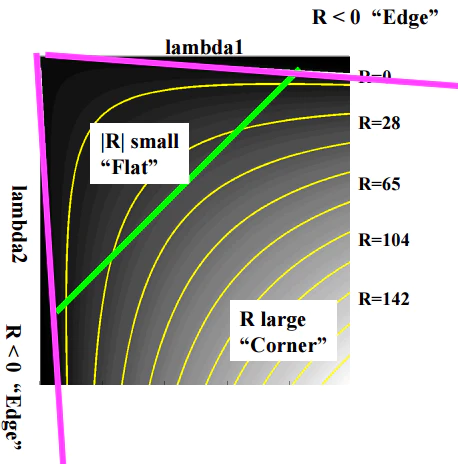 R < 0 “Edge”
lambda1
R=0
|R| small
“Flat”
R=28
R=65
lambda2
R=104
R=142
R large
“Corner”
R < 0 “Edge”